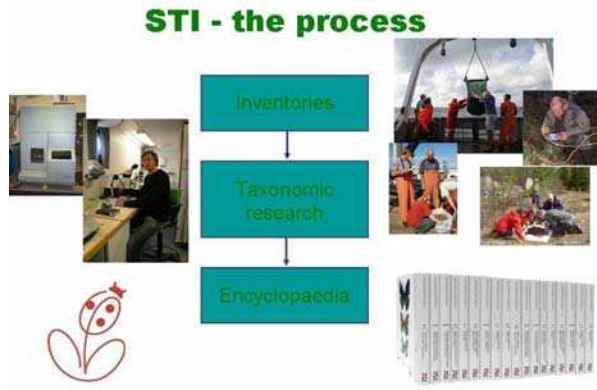 STI - the process
Inventories
Taxonomic
research
Encyclopaedia